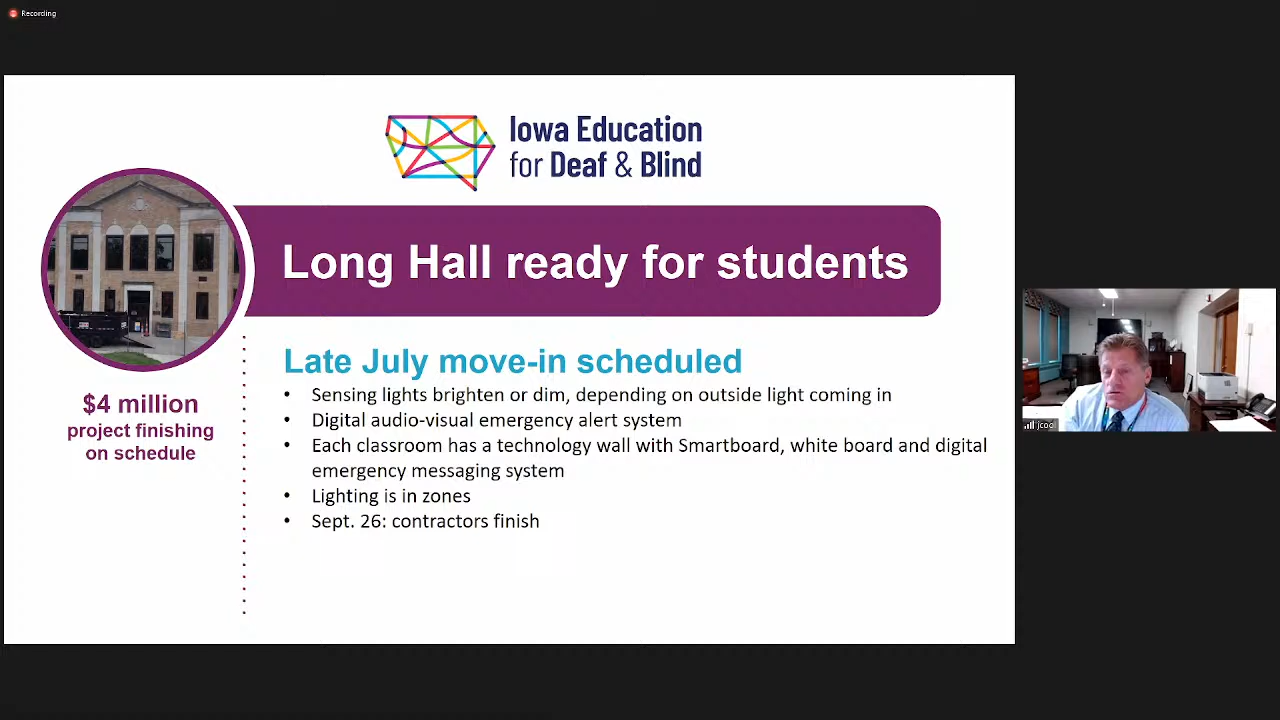 Recording
Iowa Education
for Deaf & Blind
Long Hall ready for students
$4 million
project finishing
on schedule
Late July move-in scheduled
• Sensing lights brighten or dim, depending on outside light coming in
• Digital audio-visual emergency alert system
• Each classroom has a technology wall with Smartboard, white board and digital
emergency messaging system
• Lighting is in zones
• Sept. 26: contractors finish
jcool